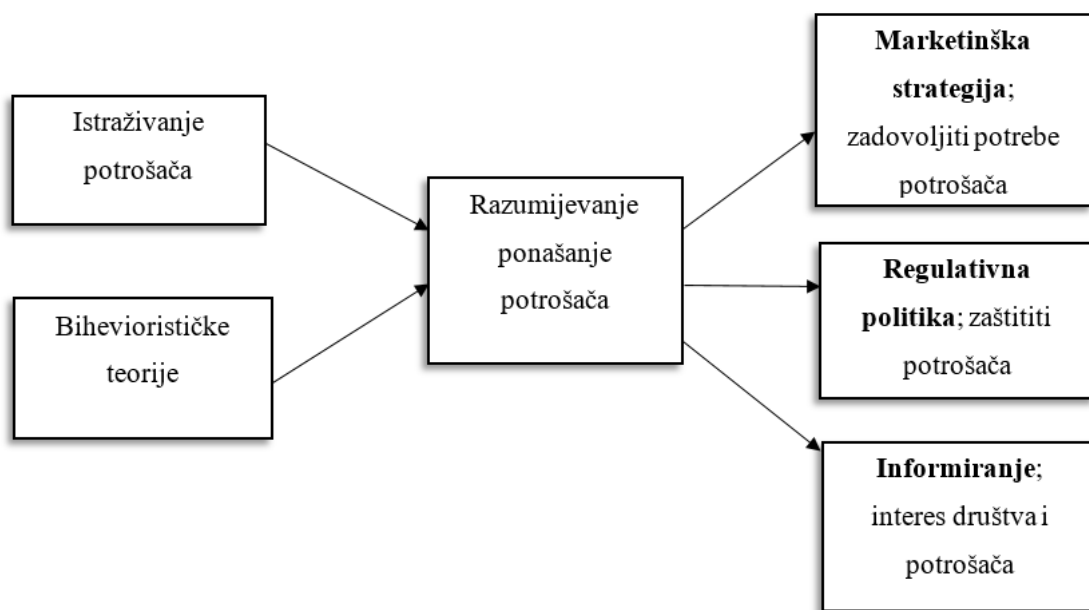 Istraživanje
potrošača
Biheviorističke
teorije
Razumijevanje
ponašanje
potrošača
Marketinška
strategija;
zadovoljiti potrebe
potrošača
Regulativna
politika; zaštititi
potrošača
Informiranje;
interes društva i
potrošača